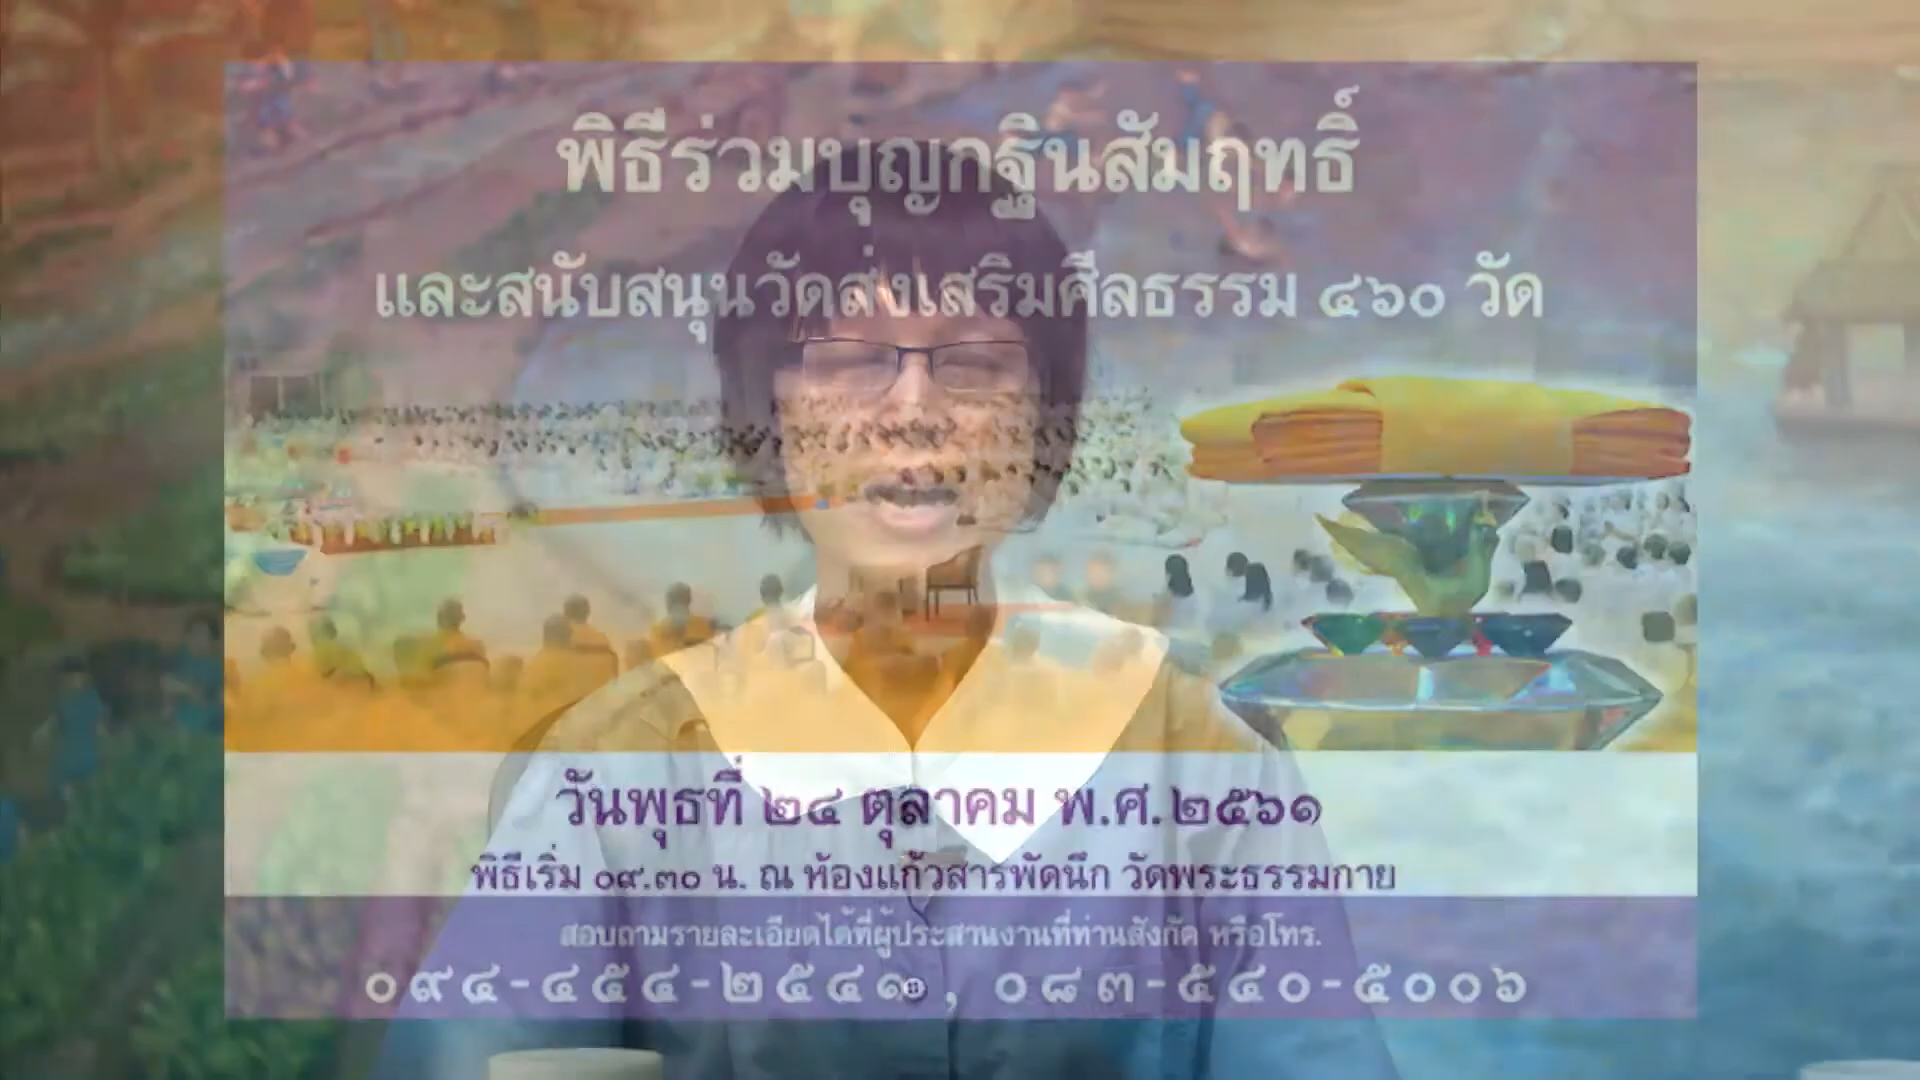 พิธีร่วมบุญกฐินสัมฤทธิ์
และสนับสนุนวัดส่งเสริมศีลธรรม ๔๖๐ วัด
วันพุธที่ ๒๔ ตุลาคม พ.ศ.๒๕๖๑
พิธีเริ่ม ๐๙.๓๐ น. ณ ห้องแก้วสารพัดนึก วัดพระธรรมกาย
สอบถามรายละเอียดได้ที่ผู้ประสานงานที่ท่านสังกัด หรือโทร.
๐๙๔-๔๕๔-๒๕๔๑ , ๐๘๓-๕๔๐-๕๐๐๖